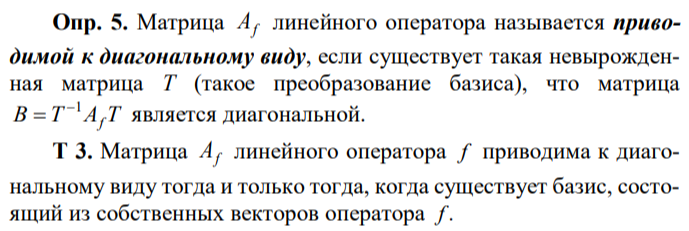 Опр. 5. Матрица A_f линейного оператора называется приво-
димой к диагональному виду, если существует такая невырожден-
ная матрица T (такое преобразование базиса), что матрица
B = T⁻¹A_fT является диагональной.
Т 3. Матрица A_f линейного оператора f приводима к диаго-
нальному виду тогда и только тогда, когда существует базис, состо-
ящий из собственных векторов оператора f.